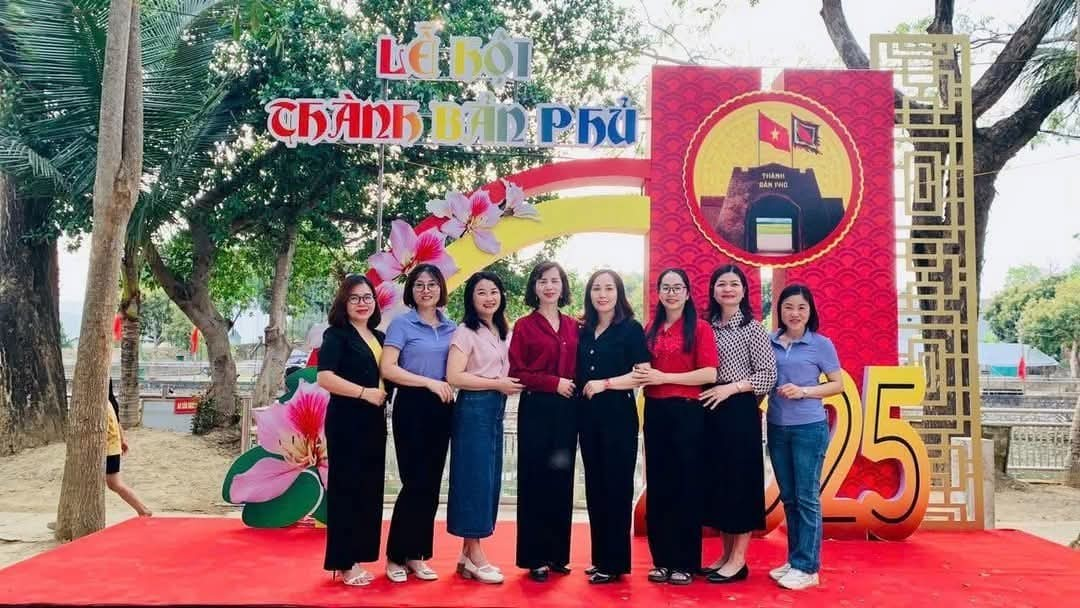 LỄ HỘI
THÀNH BẢN PHỦ
THÀNH
BẢN PHỦ
25